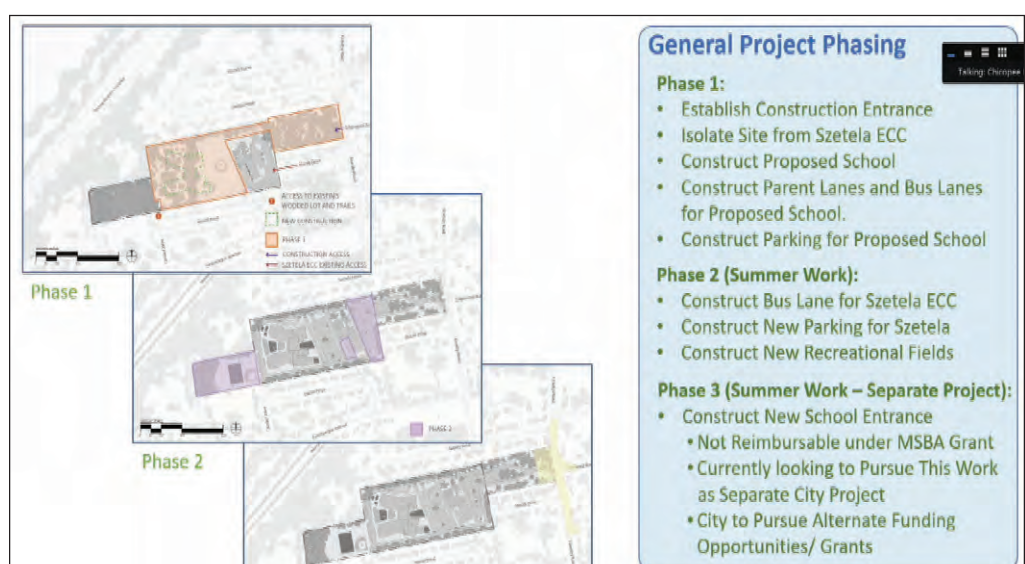 General Project Phasing
Talking: Chicopee
Phase 1:
• Establish Construction Entrance
• Isolate Site from Szetela ECC
• Construct Proposed School
• Construct Parent Lanes and Bus Lanes
for Proposed School.
• Construct Parking for Proposed School
Phase 2 (Summer Work):
• Construct Bus Lane for Szetela ECC
• Construct New Parking for Szetela
• Construct New Recreational Fields
Phase 3 (Summer Work – Separate Project):
• Construct New School Entrance
• Not Reimbursable under MSBA Grant
• Currently looking to Pursue This Work
as Separate City Project
• City to Pursue Alternate Funding
Opportunities/ Grants
ACCESS TO EXISTING
WOODED LOT AND TRAILS
NEW CONSTRUCTION
PHASE 1
CONSTRUCTION ACCESS
SZETELA ECC EXISTING ACCESS
Phase 1
PHASE 2
Phase 2